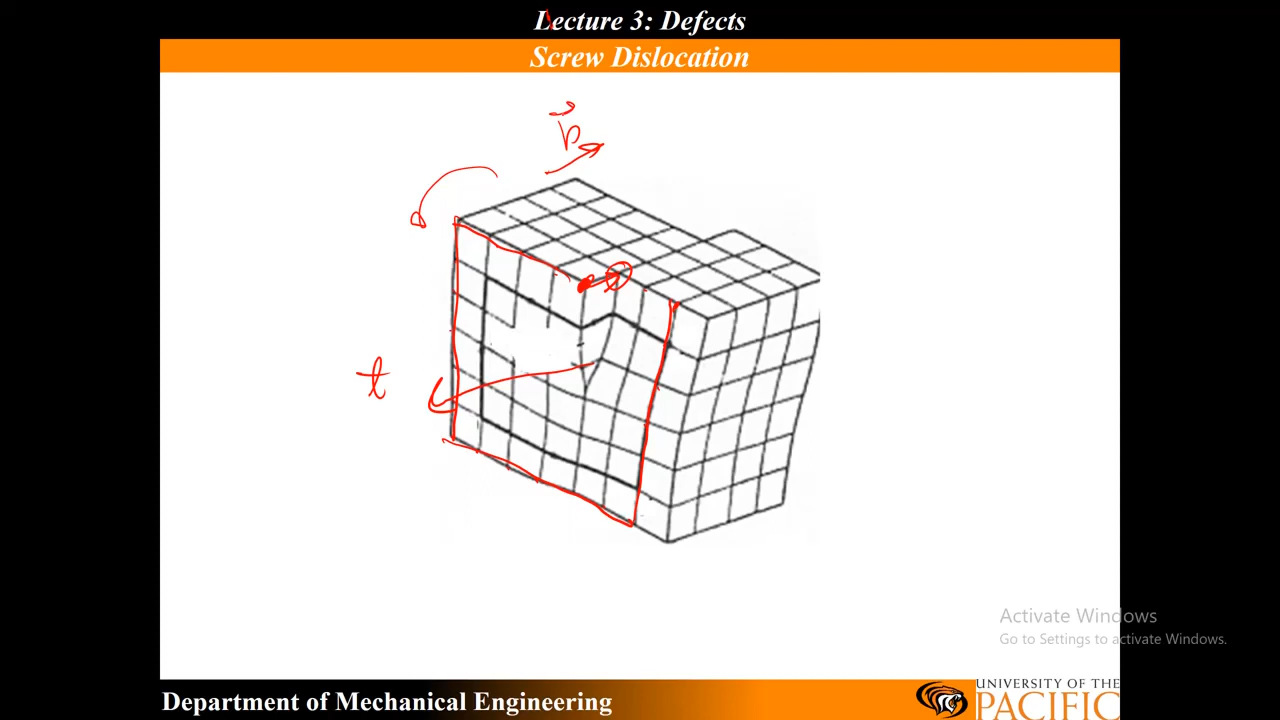 Lecture 3: Defects
Screw Dislocation
b
t
Activate Windows
Go to Settings to activate Windows.
Department of Mechanical Engineering
UNIVERSITY OF THE
PACIFIC